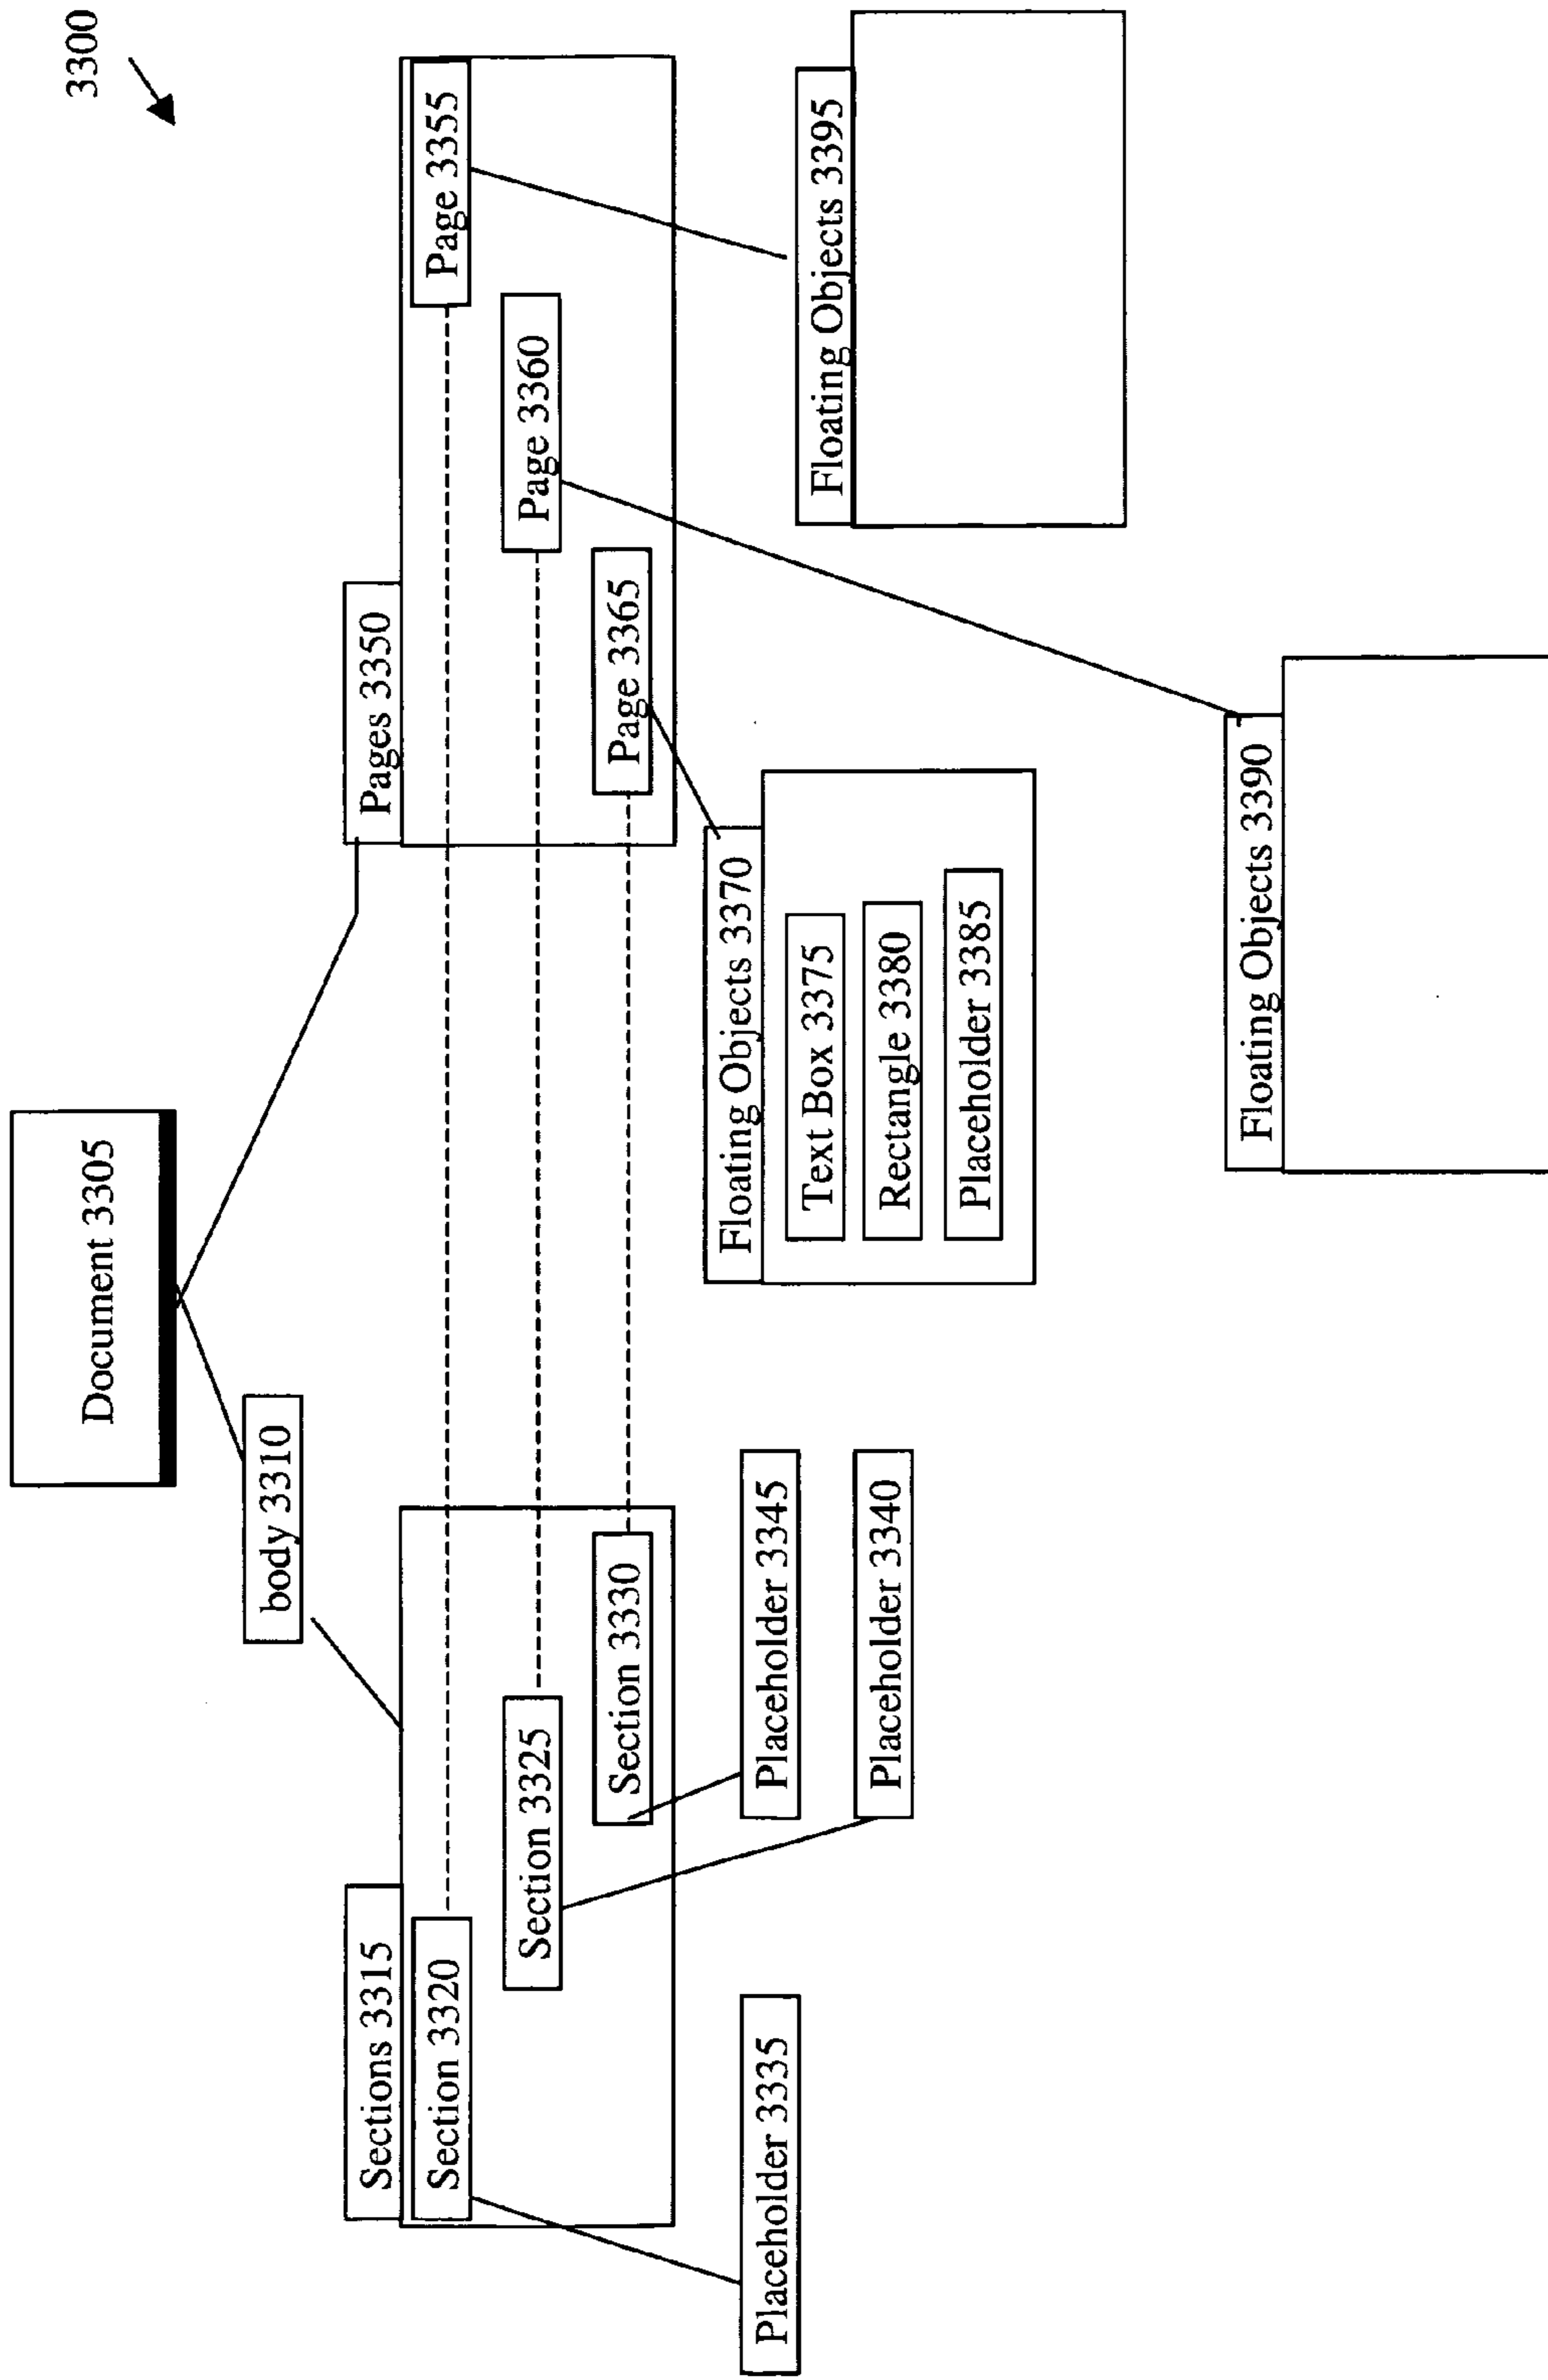 3300
Document 3305
body 3310
Sections 3315
Pages 3350
Section 3320
Page 3355
Section 3325
Page 3360
Section 3330
Page 3365
Floating Objects 3370
Text Box 3375
Rectangle 3380
Placeholder 3385
Placeholder 3335
Placeholder 3345
Placeholder 3340
Floating Objects 3395
Floating Objects 3390